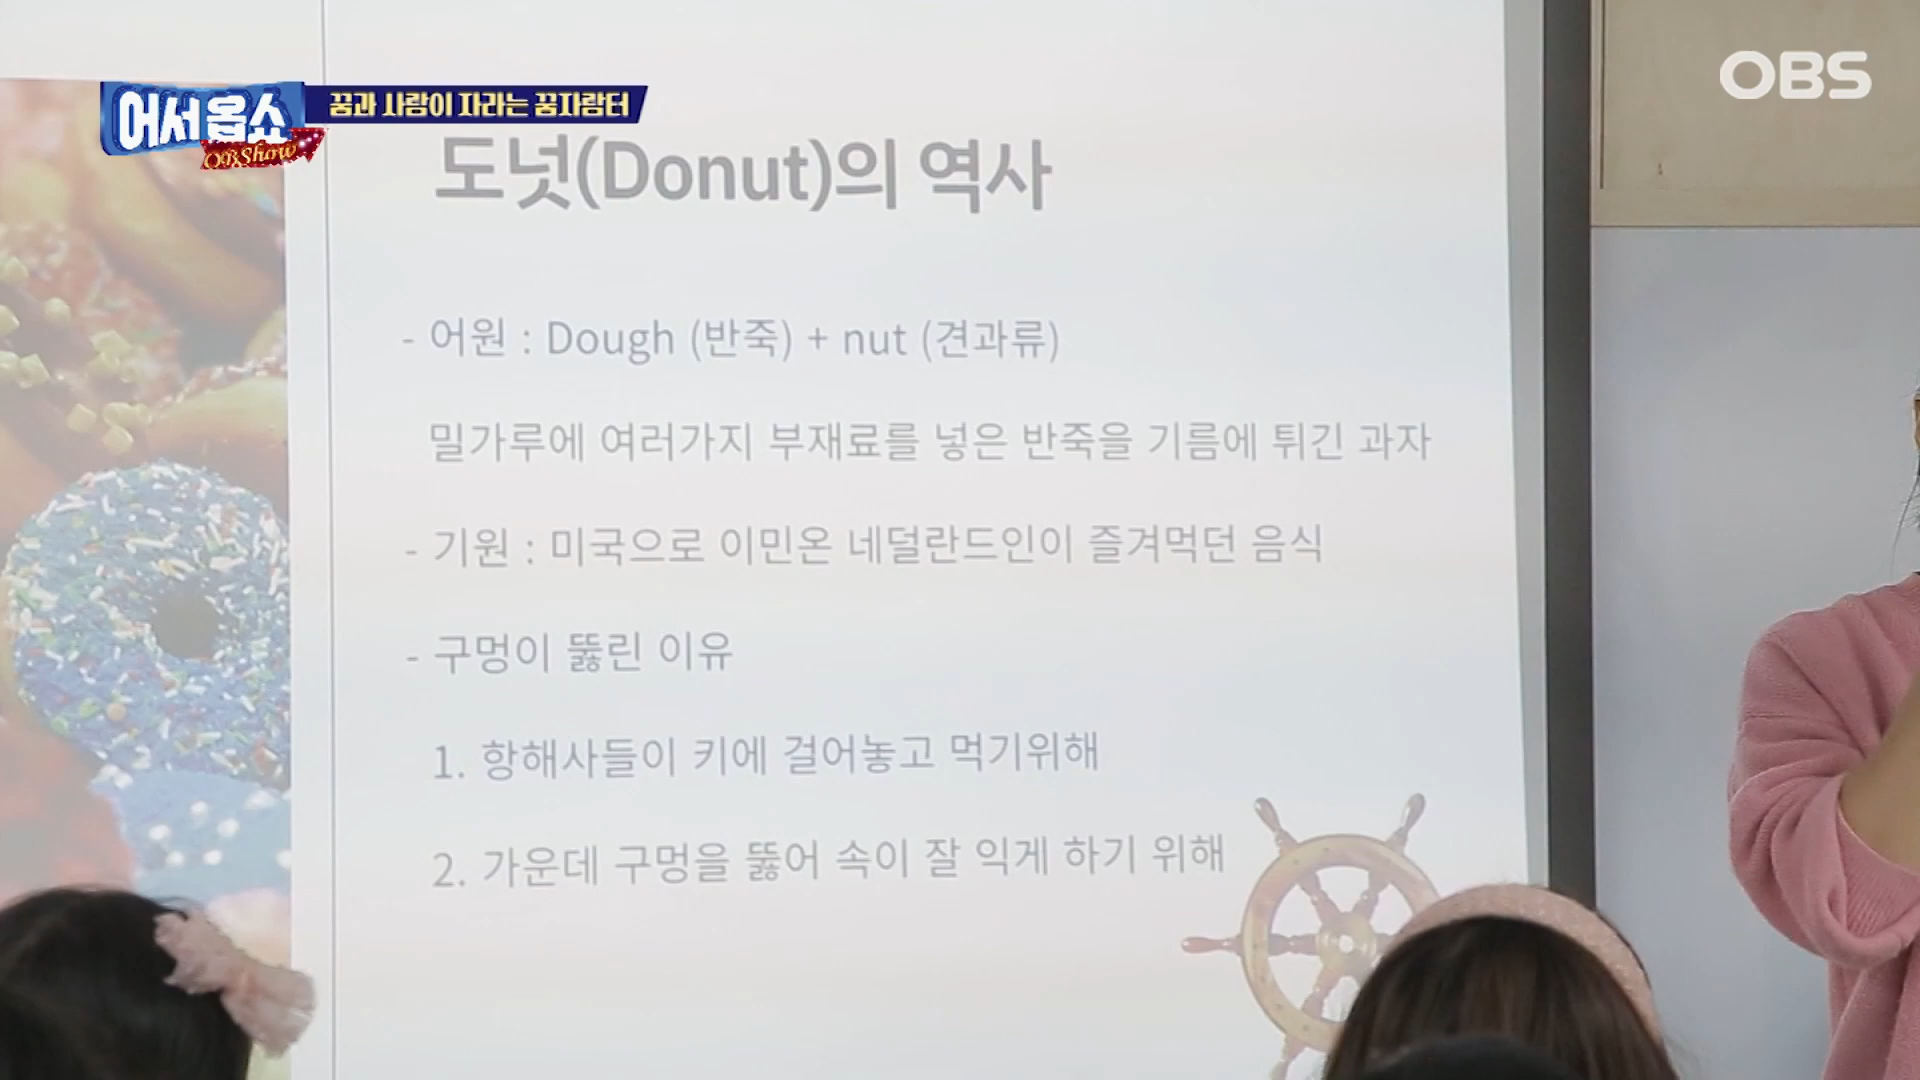 OBS
어서옵쇼
OBShow
꿈과 사람이 자라는 꿈자람터
도넛(Donut)의 역사
- 어원 : Dough (반죽) + nut (견과류)
밀가루에 여러가지 부재료를 넣은 반죽을 기름에 튀긴 과자
- 기원 : 미국으로 이민온 네덜란드인이 즐겨먹던 음식
- 구멍이 뚫린 이유
1. 항해사들이 키에 걸어놓고 먹기위해
2. 가운데 구멍을 뚫어 속이 잘 익게 하기 위해